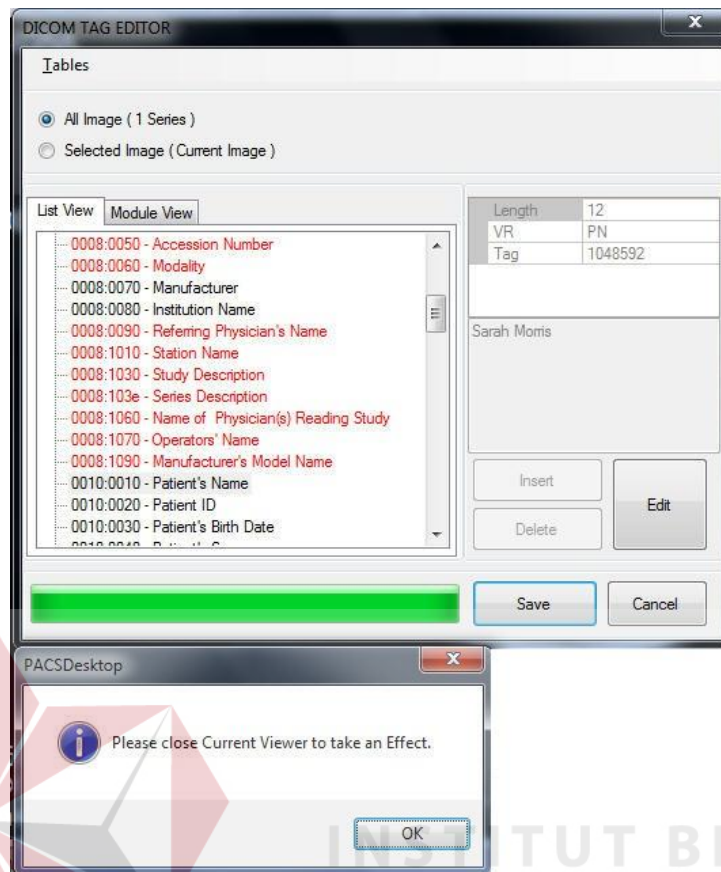 DICOM TAG EDITOR
x
Tables
All Image ( 1 Series )
Selected Image ( Current Image )
List View Module View
0008:0050 - Accession Number
0008:0060 - Modality
0008:0070 - Manufacturer
0008:0080 - Institution Name
0008:0090 - Referring Physician's Name
0008:1010 - Station Name
0008:1030 - Study Description
0008:103e - Series Description
0008:1060 - Name of Physician(s) Reading Study
0008:1070 - Operators' Name
0008:1090 - Manufacturer's Model Name
0010:0010 - Patient's Name
0010:0020 - Patient ID
0010:0030 - Patient's Birth Date
Length 12
VR PN
Tag 1048592
Sarah Morris
Insert
Delete
Edit
Save
Cancel
PACSDesktop
x
Please close Current Viewer to take an Effect.
OK
INSTITUT BI